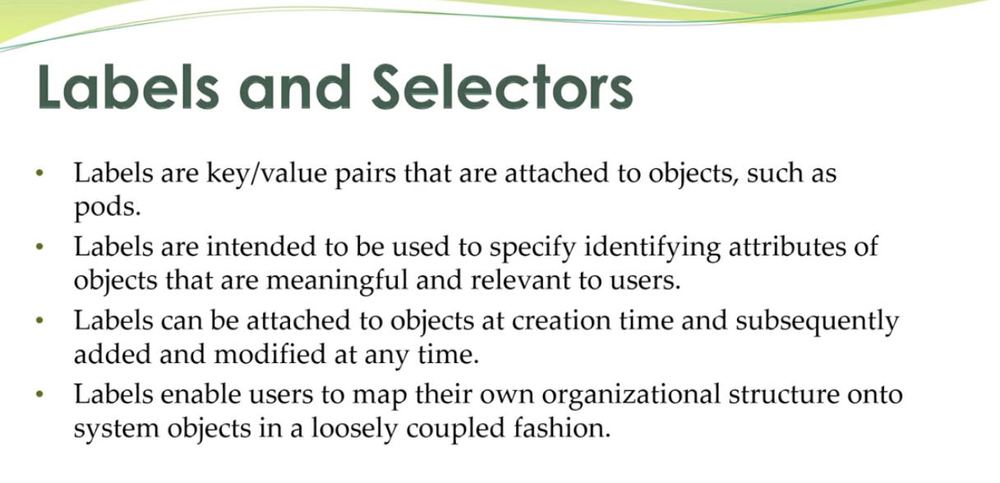 Labels and Selectors
• Labels are key/value pairs that are attached to objects, such as
pods.
• Labels are intended to be used to specify identifying attributes of
objects that are meaningful and relevant to users.
• Labels can be attached to objects at creation time and subsequently
added and modified at any time.
• Labels enable users to map their own organizational structure onto
system objects in a loosely coupled fashion.